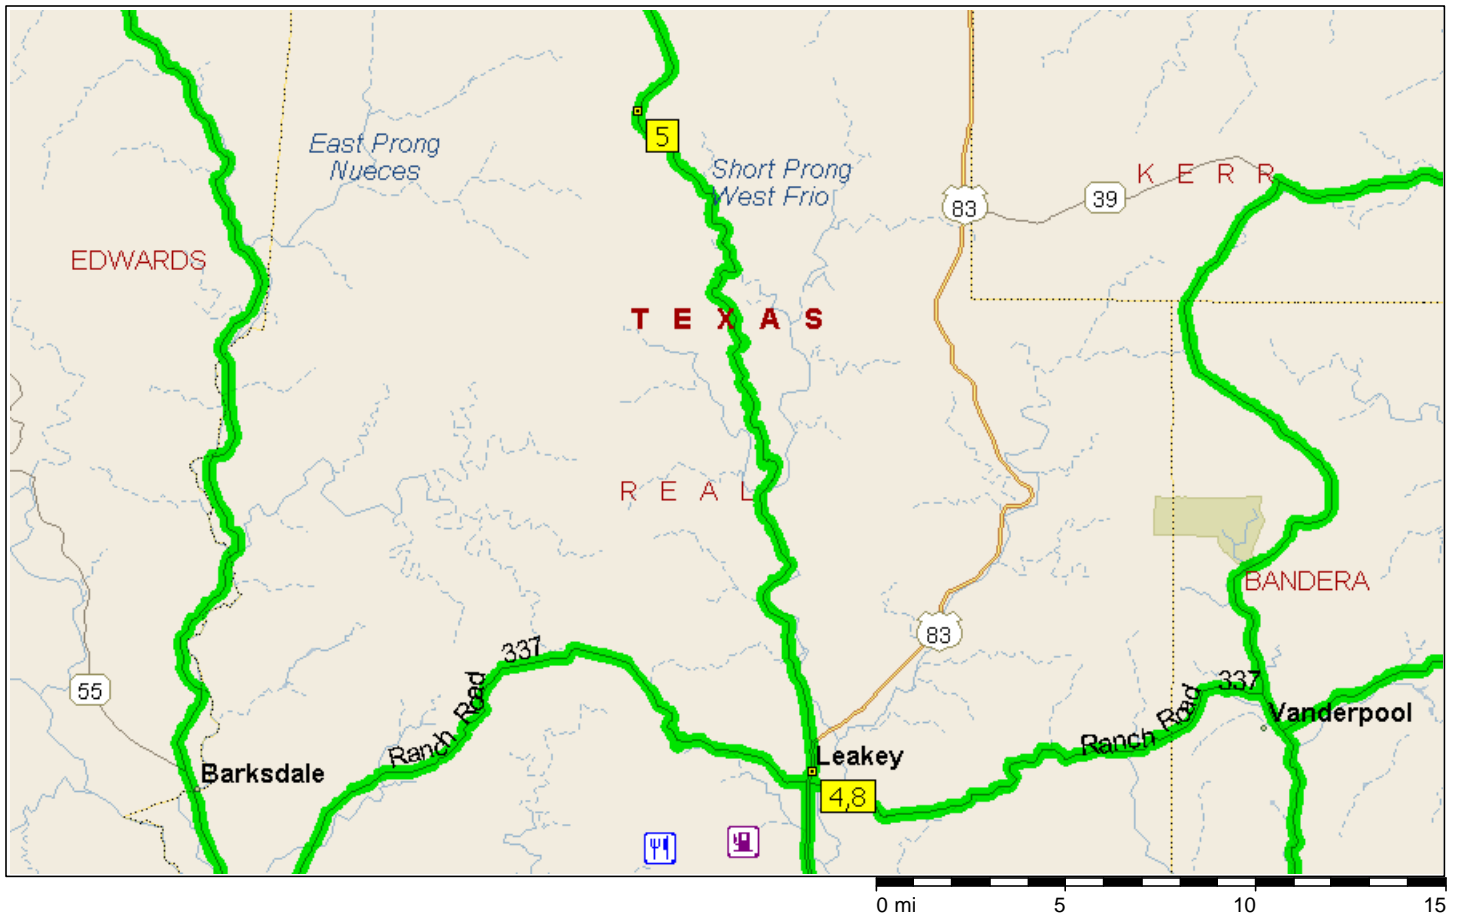 East Prong
Nueces
5
Short Prong
West Frio
K E R R
39
83
EDWARDS
T E X A S
R E A L
BANDERA
83
55
Ranch Road 337
Ranch Road 337
Vanderpool
Leakey
Barksdale
4,8
0 mi 5 10 15